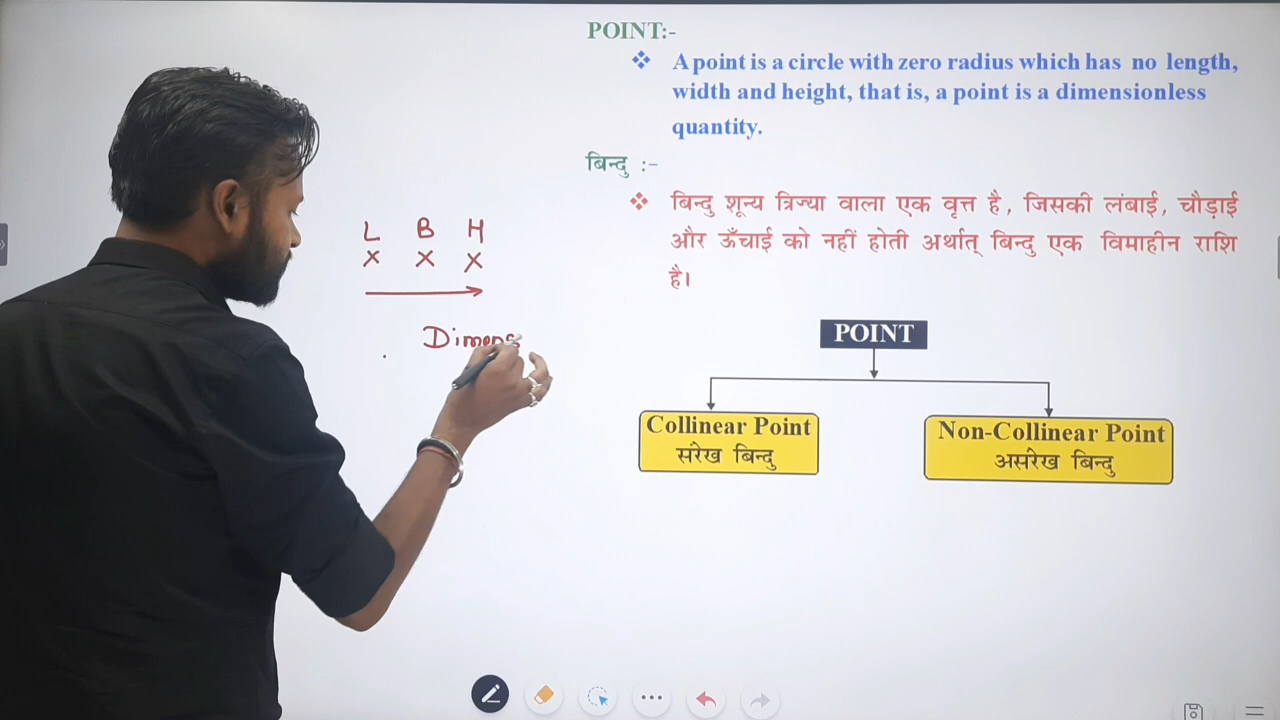 POINT:-
❖ A point is a circle with zero radius which has no length,
width and height, that is, a point is a dimensionless
quantity.
बिन्दु :-
❖ बिन्दु शून्य त्रिज्या वाला एक वृत्त है, जिसकी लंबाई, चौड़ाई
और ऊँचाई को नहीं होती अर्थात् बिन्दु एक विमाहीन राशि
है।
L B H
× × ×
Dimens
POINT
Collinear Point
सरेख बिन्दु
Non-Collinear Point
असरेख बिन्दु